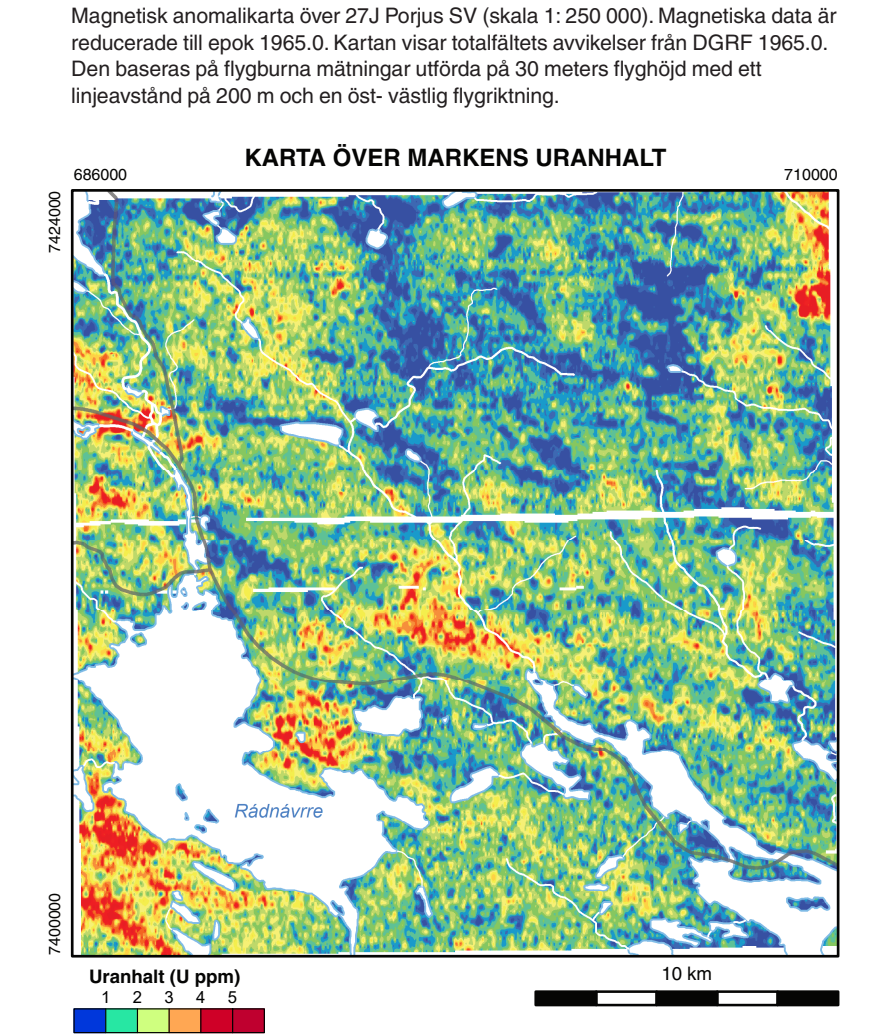 Magnetisk anomalikarta över 27J Porjus SV (skala 1: 250 000). Magnetiska data är
reducerade till epok 1965.0. Kartan visar totalfältets avvikelser från DGRF 1965.0.
Den baseras på flygburna mätningar utförda på 30 meters flyghöjd med ett
linjeavstånd på 200 m och en öst- västlig flygriktning.
KARTA ÖVER MARKENS URANHALT
686000 710000
7424000
Rádnávrre
7400000
Uranhalt (U ppm)
10 km
1 2 3 4 5